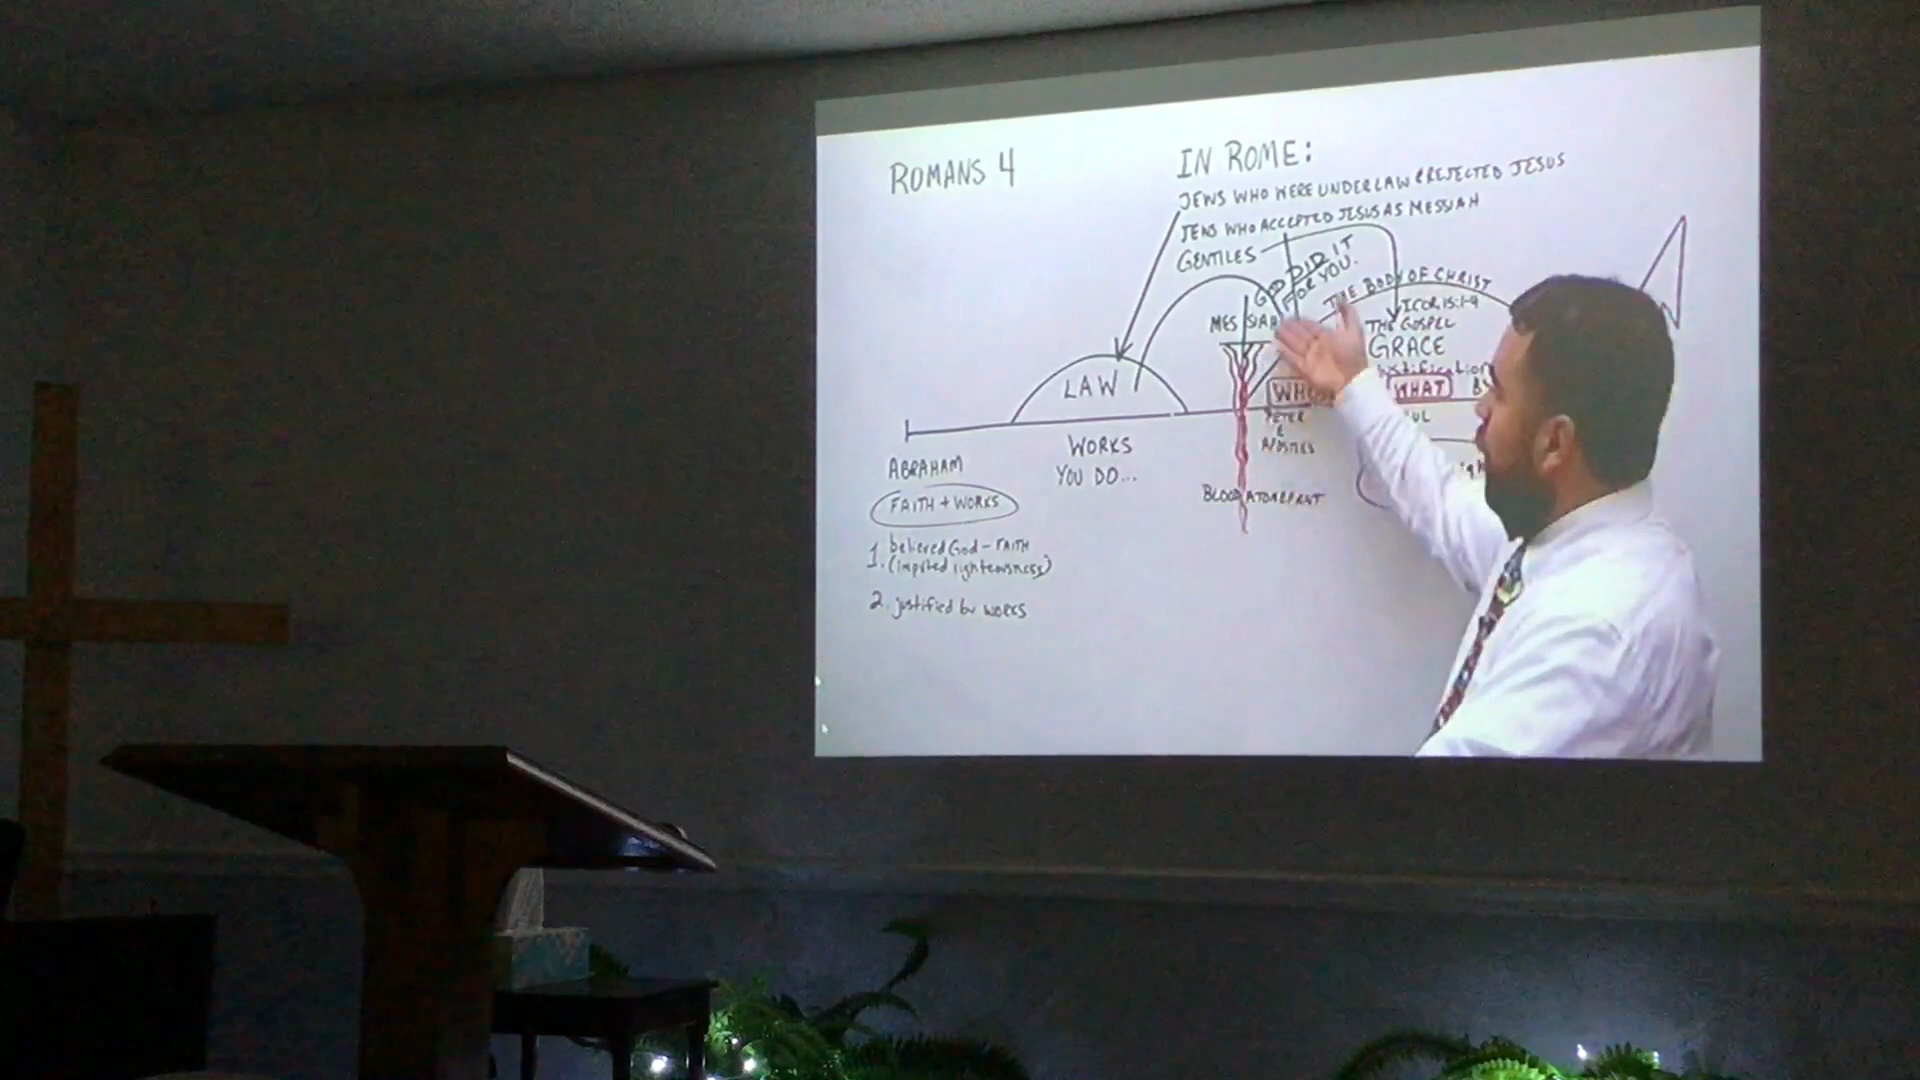 ROMANS 4
IN ROME:
JEWS WHO WERE UNDER LAW & REJECTED JESUS
JEWS WHO ACCEPTED JESUS AS MESSIAH
GENTILES
GOD DID IT
FOR YOU.
THE BODY OF CHRIST
I COR. 15:1-4
MESSIAH
THE GOSPEL
GRACE
Justification
LAW
WHAT
PETER
&
APOSTLES
WORKS
YOU DO...
ABRAHAM
FAITH + WORKS
BLOOD ATONEMENT
1. believed God - FAITH
(imputed righteousness)
2. justified by WORKS